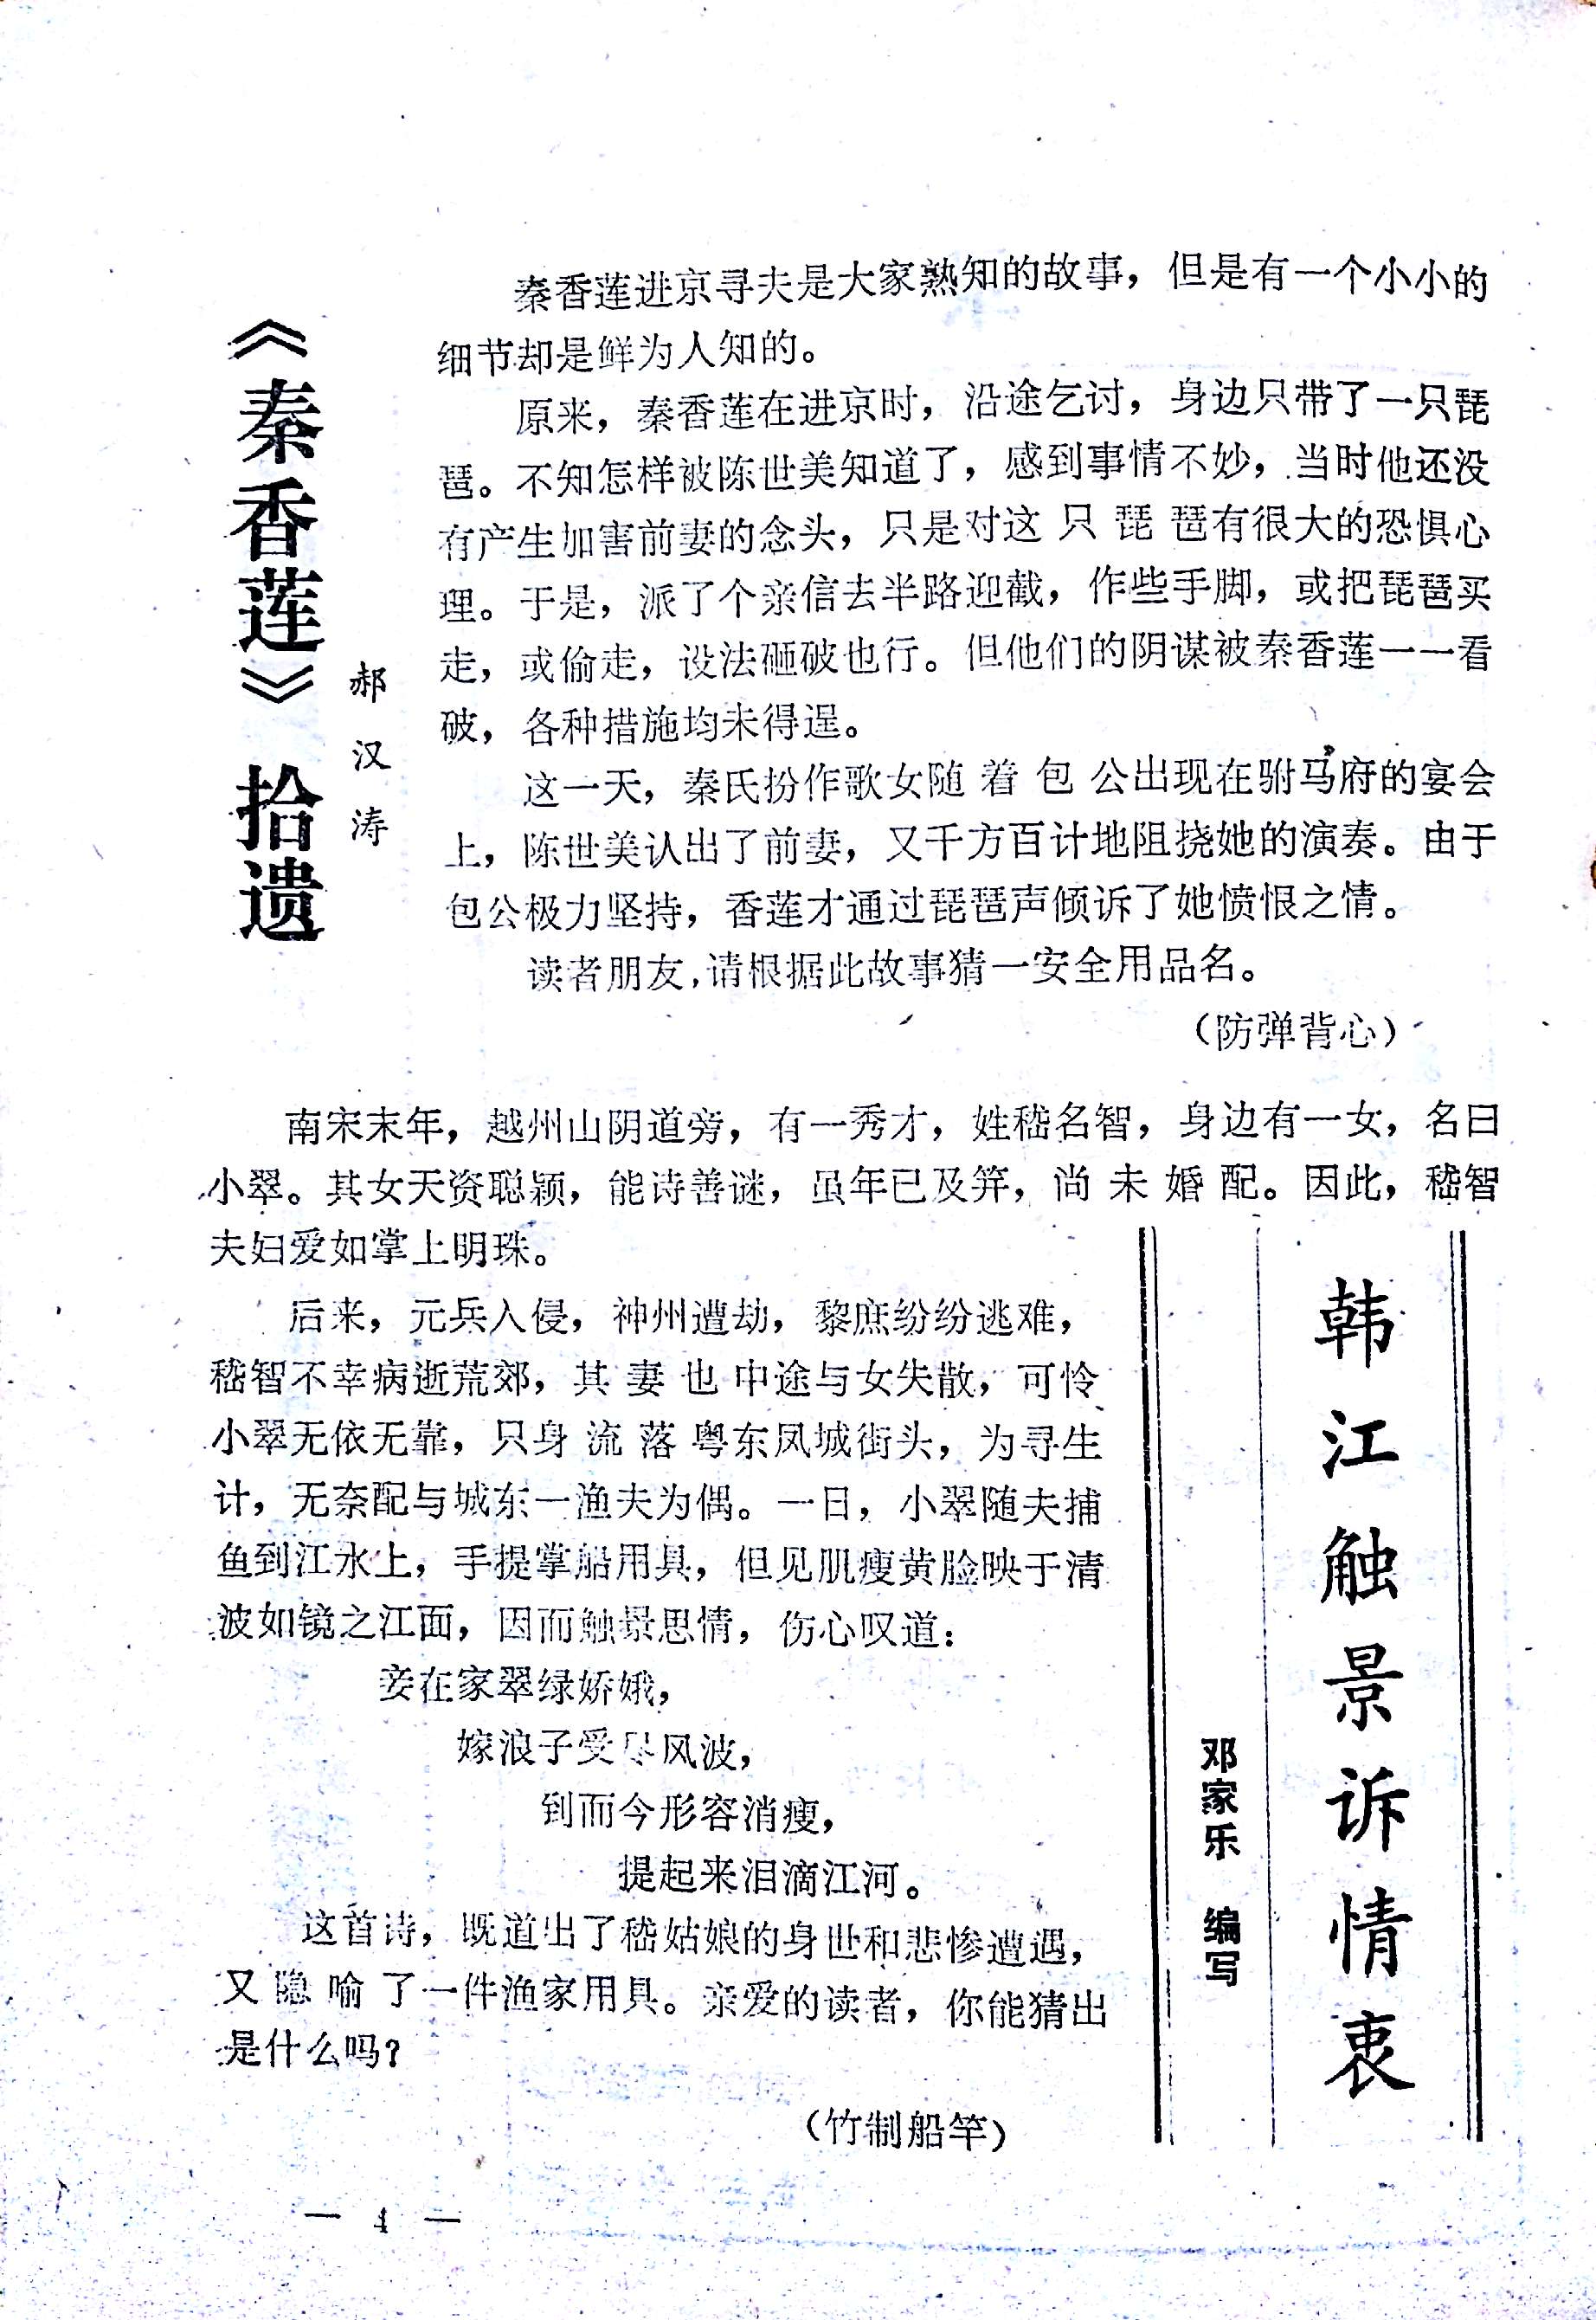 《秦香莲》拾遗
郝汉涛
秦香莲进京寻夫是大家熟知的故事，但是有一个小小的
细节却是鲜为人知的。
原来，秦香莲在进京时，沿途乞讨，身边只带了一只琵
琶。不知怎样被陈世美知道了，感到事情不妙，当时他还没
有产生加害前妻的念头，只是对这只琵琶有很大的恐惧心
理。于是，派了个亲信去半路迎截，作些手脚，或把琵琶买
走，或偷走，设法砸破也行。但他们的阴谋被秦香莲一一看
破，各种措施均未得逞。
这一天，秦氏扮作歌女随着包公出现在驸马府的宴会
上，陈世美认出了前妻，又千方百计地阻挠她的演奏。由于
包公极力坚持，香莲才通过琵琶声倾诉了她愤恨之情。
读者朋友，请根据此故事猜一安全用品名。
（防弹背心）
韩江触景诉情衷
邓家乐 编写
南宋末年，越州山阴道旁，有一秀才，姓嵇名智，身边有一女，名曰
小翠。其女天资聪颖，能诗善谜，虽年已及笄，尚未婚配。因此，嵇智
夫妇爱如掌上明珠。
后来，元兵入侵，神州遭劫，黎庶纷纷逃难，
嵇智不幸病逝荒郊，其妻也中途与女失散，可怜
小翠无依无靠，只身流落粤东凤城街头，为寻生
计，无奈配与城东一渔夫为偶。一日，小翠随夫捕
鱼到江水上，手提掌船用具，但见肌瘦黄脸映于清
波如镜之江面，因而触景思情，伤心叹道：
妾在家翠绿娇娥，
嫁浪子受尽风波，
到而今形容消瘦，
提起来泪滴江河。
这首诗，既道出了嵇姑娘的身世和悲惨遭遇，
又隐喻了一件渔家用具。亲爱的读者，你能猜出
是什么吗？
（竹制船竿）
— 4 —